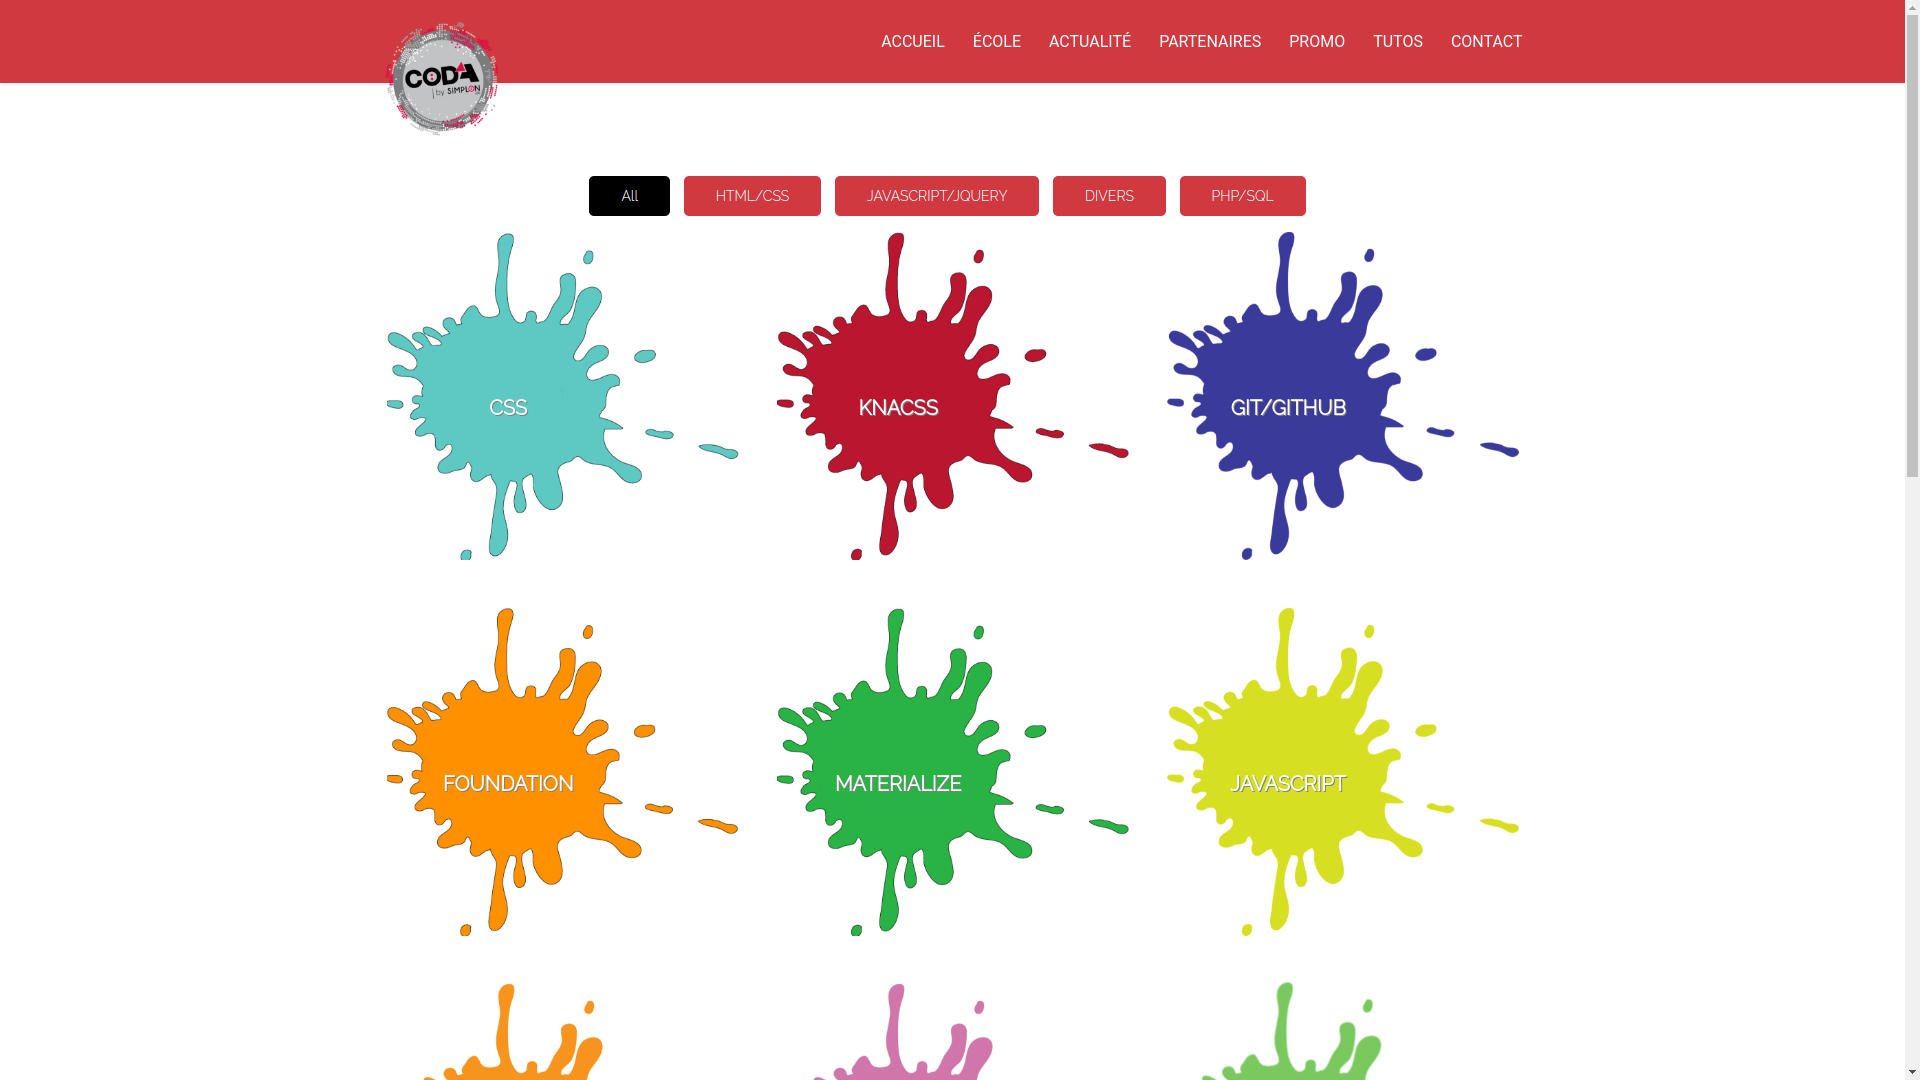 CODA
by SIMPLON
ACCUEIL ÉCOLE ACTUALITÉ PARTENAIRES PROMO TUTOS CONTACT
All HTML/CSS JAVASCRIPT/JQUERY DIVERS PHP/SQL
CSS KNACSS GIT/GITHUB
FOUNDATION MATERIALIZE JAVASCRIPT